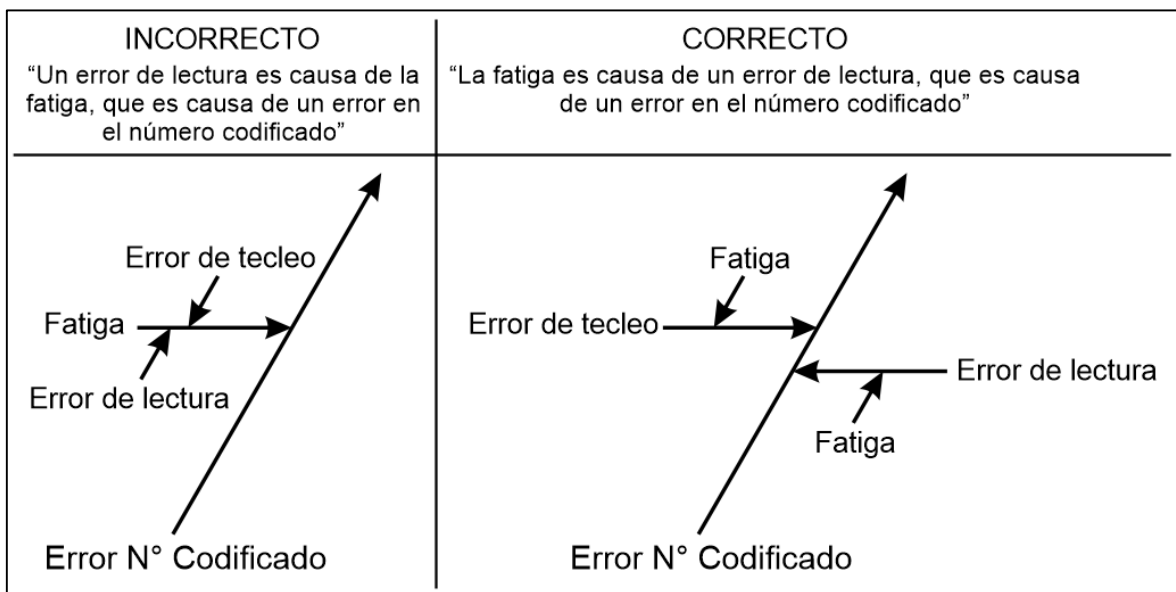 INCORRECTO
“Un error de lectura es causa de la
fatiga, que es causa de un error en
el número codificado”
CORRECTO
“La fatiga es causa de un error de lectura, que es causa
de un error en el número codificado”
Error de tecleo
Fatiga
Error de lectura
Error N° Codificado
Fatiga
Error de tecleo
Error de lectura
Fatiga
Error N° Codificado